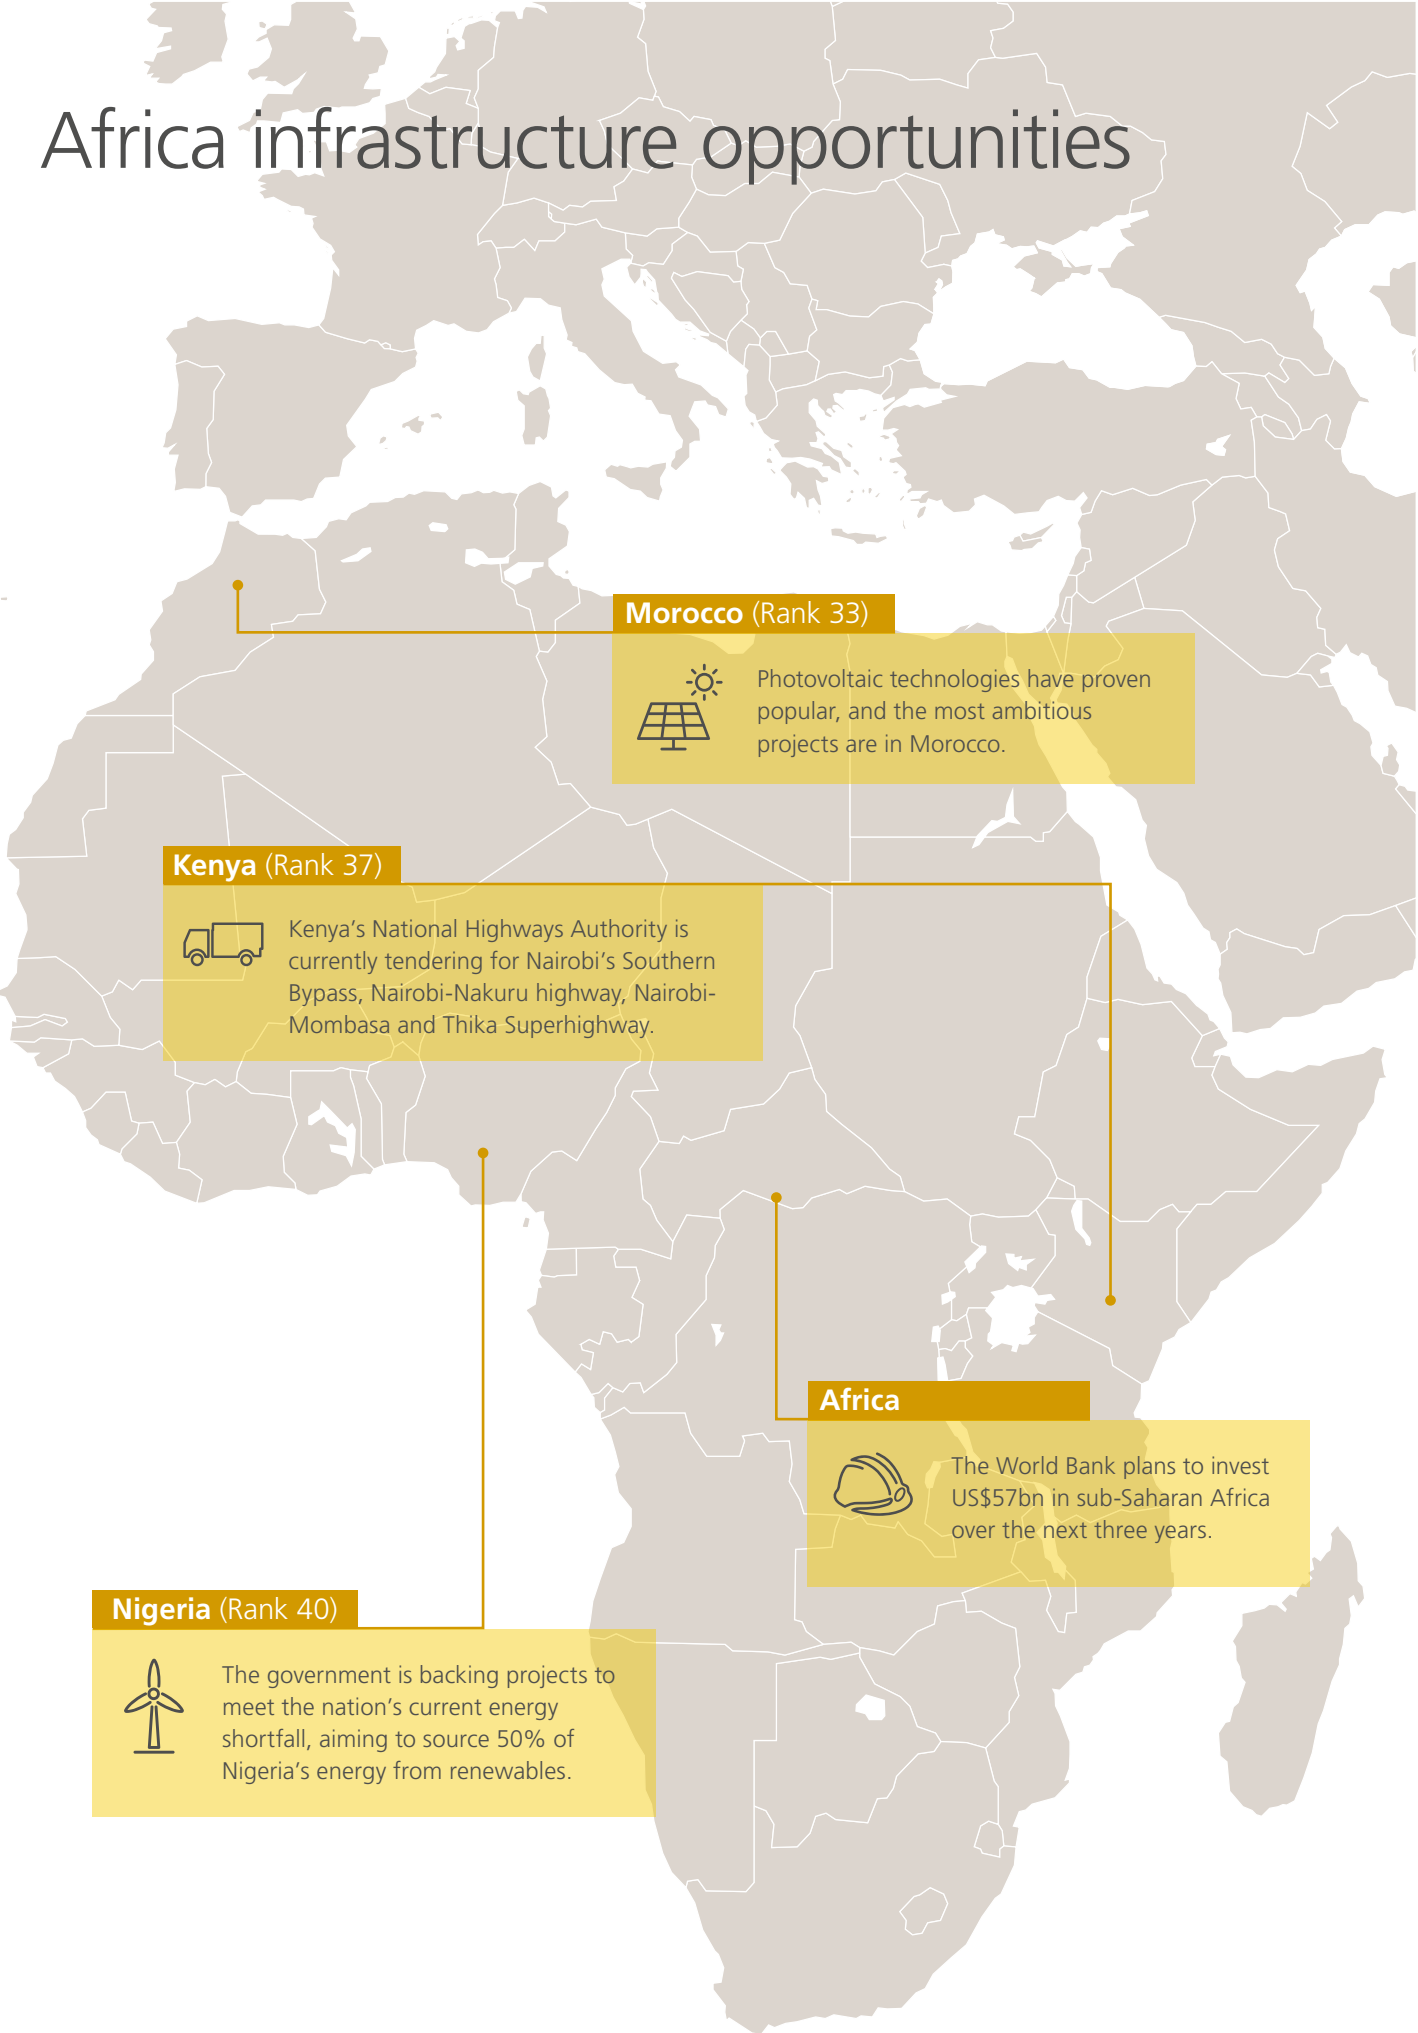 Africa infrastructure opportunities
Morocco (Rank 33)
Photovoltaic technologies have proven
popular, and the most ambitious
projects are in Morocco.
Kenya (Rank 37)
Kenya’s National Highways Authority is
currently tendering for Nairobi’s Southern
Bypass, Nairobi-Nakuru highway, Nairobi-
Mombasa and Thika Superhighway.
Africa
The World Bank plans to invest
US$57bn in sub-Saharan Africa
over the next three years.
Nigeria (Rank 40)
The government is backing projects to
meet the nation’s current energy
shortfall, aiming to source 50% of
Nigeria’s energy from renewables.